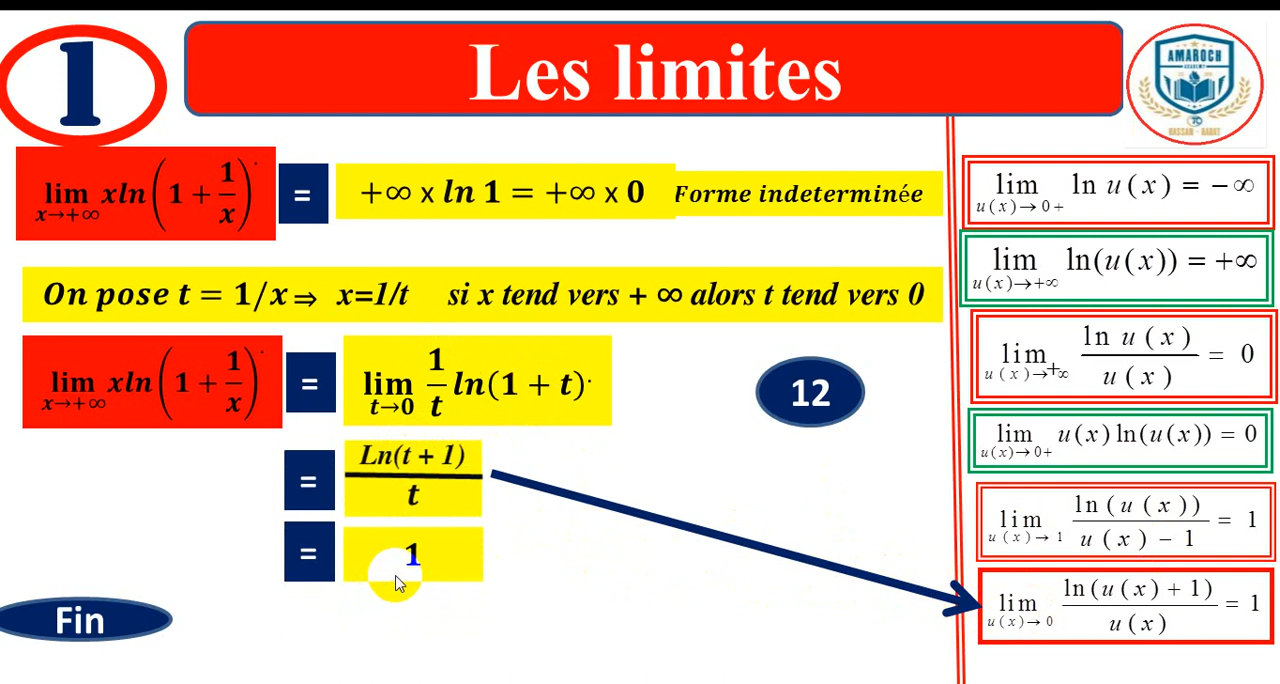 1
Les limites
AMAROCH
ACADEMY
HASSAN - RABAT
lim x→+∞ xln(1 + 1/x) = +∞ x ln 1 = +∞ x 0 Forme indeterminée
On pose t = 1/x ⇒ x=1/t si x tend vers + ∞ alors t tend vers 0
lim x→+∞ xln(1 + 1/x) = lim t→0 1/t ln(1 + t)
12
= Ln(t + 1)/t
= 1
Fin
lim u(x)→0+ ln u(x) = −∞
lim u(x)→+∞ ln(u(x)) = +∞
lim u(x)→+∞ ln u(x)/u(x) = 0
lim u(x)→0+ u(x)ln(u(x)) = 0
lim u(x)→1 ln(u(x))/u(x) − 1 = 1
lim u(x)→0 ln(u(x)+1)/u(x) = 1